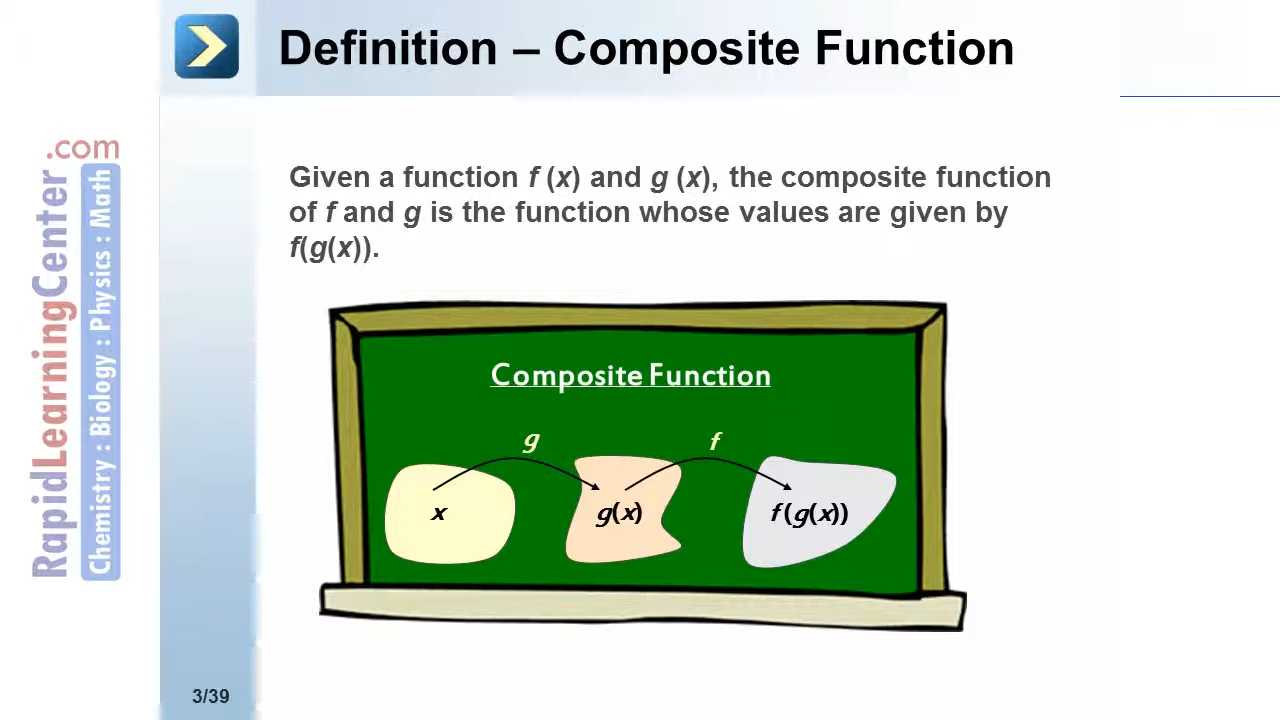 Definition – Composite Function
.com
RapidLearningCenter
Chemistry : Biology : Physics : Math
Given a function f (x) and g (x), the composite function
of f and g is the function whose values are given by
f(g(x)).
Composite Function
g
f
x
g(x)
f (g(x))
3/39